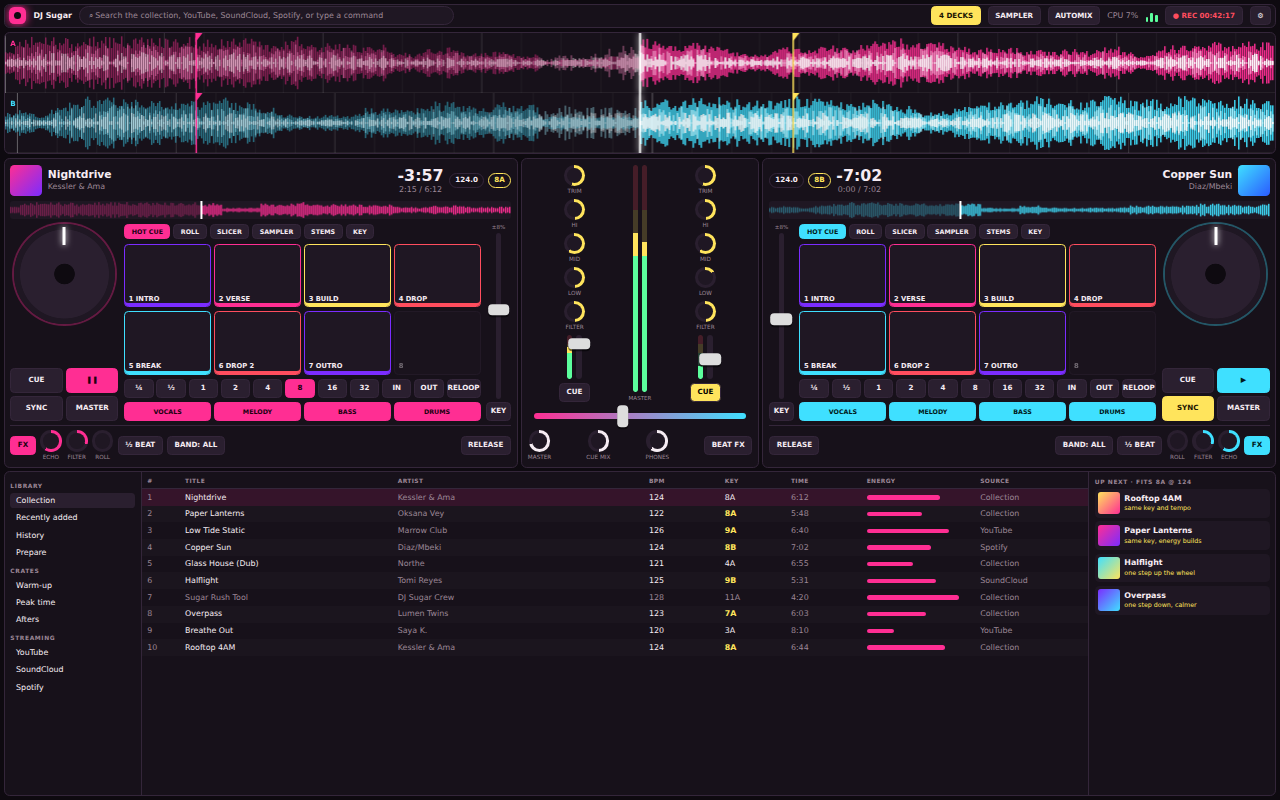 DJ Sugar
Search the collection, YouTube, SoundCloud, Spotify, or type a command
4 DECKS
SAMPLER
AUTOMIX
CPU 7%
● REC 00:42:17
A
B
Nightdrive
Kessler & Ama
-3:57
2:15 / 6:12
124.0
8A
HOT CUE
ROLL
SLICER
SAMPLER
STEMS
KEY
±8%
1 INTRO
2 VERSE
3 BUILD
4 DROP
5 BREAK
6 DROP 2
7 OUTRO
8
CUE
SYNC
MASTER
¼
½
1
2
4
8
16
32
IN
OUT
RELOOP
VOCALS
MELODY
BASS
DRUMS
KEY
FX
ECHO
FILTER
ROLL
½ BEAT
BAND: ALL
RELEASE
TRIM
HI
MID
LOW
FILTER
CUE
MASTER
TRIM
HI
MID
LOW
FILTER
CUE
MASTER
CUE MIX
PHONES
BEAT FX
124.0
8B
-7:02
0:00 / 7:02
Copper Sun
Diaz/Mbeki
±8%
HOT CUE
ROLL
SLICER
SAMPLER
STEMS
KEY
1 INTRO
2 VERSE
3 BUILD
4 DROP
5 BREAK
6 DROP 2
7 OUTRO
8
KEY
¼
½
1
2
4
8
16
32
IN
OUT
RELOOP
VOCALS
MELODY
BASS
DRUMS
CUE
SYNC
MASTER
RELEASE
BAND: ALL
½ BEAT
ROLL
FILTER
ECHO
FX
LIBRARY
Collection
Recently added
History
Prepare
CRATES
Warm-up
Peak time
Afters
STREAMING
YouTube
SoundCloud
Spotify
# TITLE ARTIST BPM KEY TIME ENERGY SOURCE
1 Nightdrive Kessler & Ama 124 8A 6:12 Collection
2 Paper Lanterns Oksana Vey 122 8A 5:48 Collection
3 Low Tide Static Marrow Club 126 9A 6:40 YouTube
4 Copper Sun Diaz/Mbeki 124 8B 7:02 Spotify
5 Glass House (Dub) Northe 121 4A 6:55 Collection
6 Halflight Tomi Reyes 125 9B 5:31 SoundCloud
7 Sugar Rush Tool DJ Sugar Crew 128 11A 4:20 Collection
8 Overpass Lumen Twins 123 7A 6:03 Collection
9 Breathe Out Saya K. 120 3A 8:10 YouTube
10 Rooftop 4AM Kessler & Ama 124 8A 6:44 Collection
UP NEXT · FITS 8A @ 124
Rooftop 4AM
same key and tempo
Paper Lanterns
same key, energy builds
Halflight
one step up the wheel
Overpass
one step down, calmer